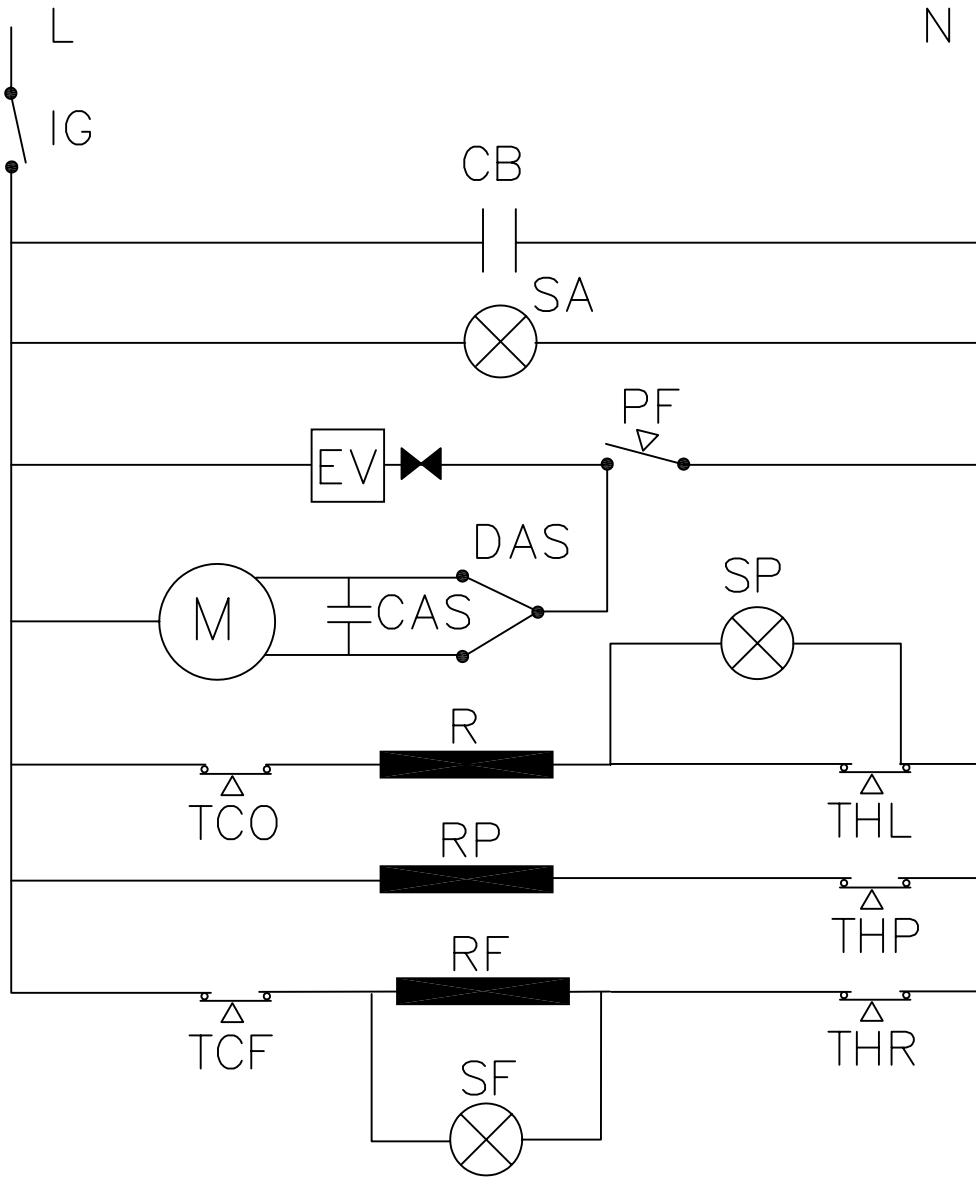 L N
IG
CB
SA
PF
EV
DAS
SP
M CAS
R
TCO THL
RP
THP
RF
TCF THR
SF